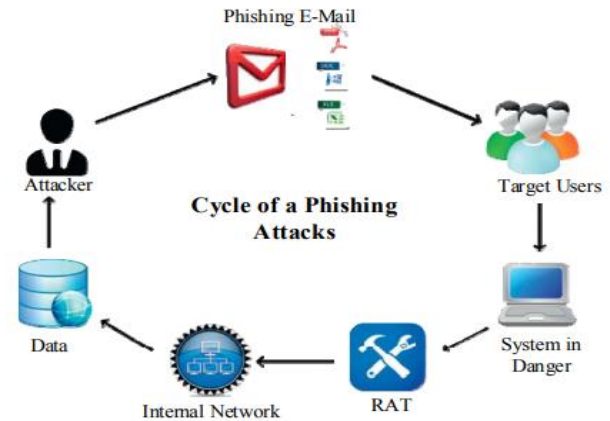 Phishing E-Mail
Attacker
Target Users
Cycle of a Phishing
Attacks
Data
System in
Danger
Internal Network
RAT